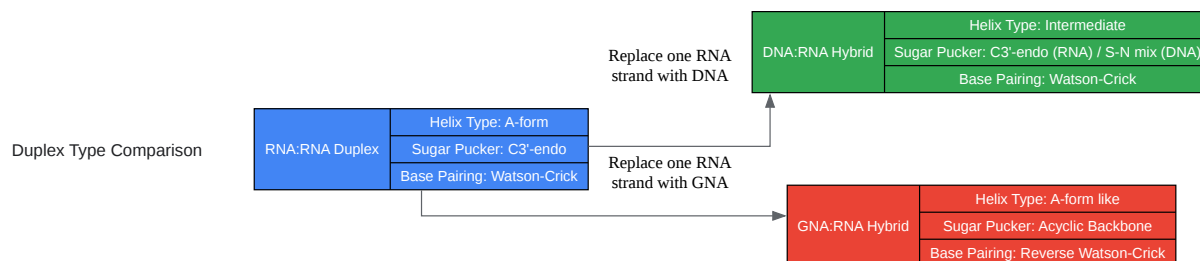 Duplex Type Comparison
RNA:RNA Duplex
Helix Type: A-form
Sugar Pucker: C3'-endo
Base Pairing: Watson-Crick
Replace one RNA
strand with DNA
DNA:RNA Hybrid
Helix Type: Intermediate
Sugar Pucker: C3'-endo (RNA) / S-N mix (DNA)
Base Pairing: Watson-Crick
Replace one RNA
strand with GNA
GNA:RNA Hybrid
Helix Type: A-form like
Sugar Pucker: Acyclic Backbone
Base Pairing: Reverse Watson-Crick